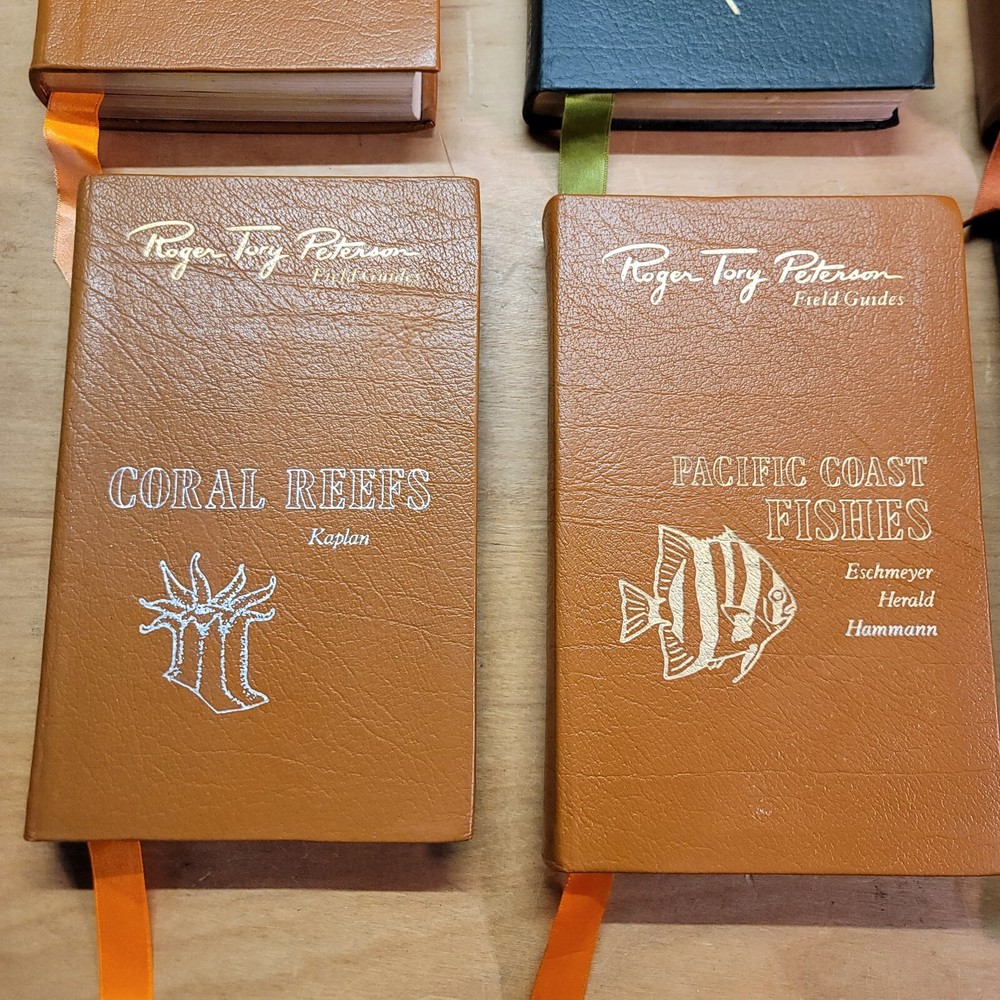 Roger Tory Peterson
Field Guides
CORAL REEFS
Kaplan
Roger Tory Peterson
Field Guides
PACIFIC COAST
FISHES
Eschmeyer
Herald
Hammann